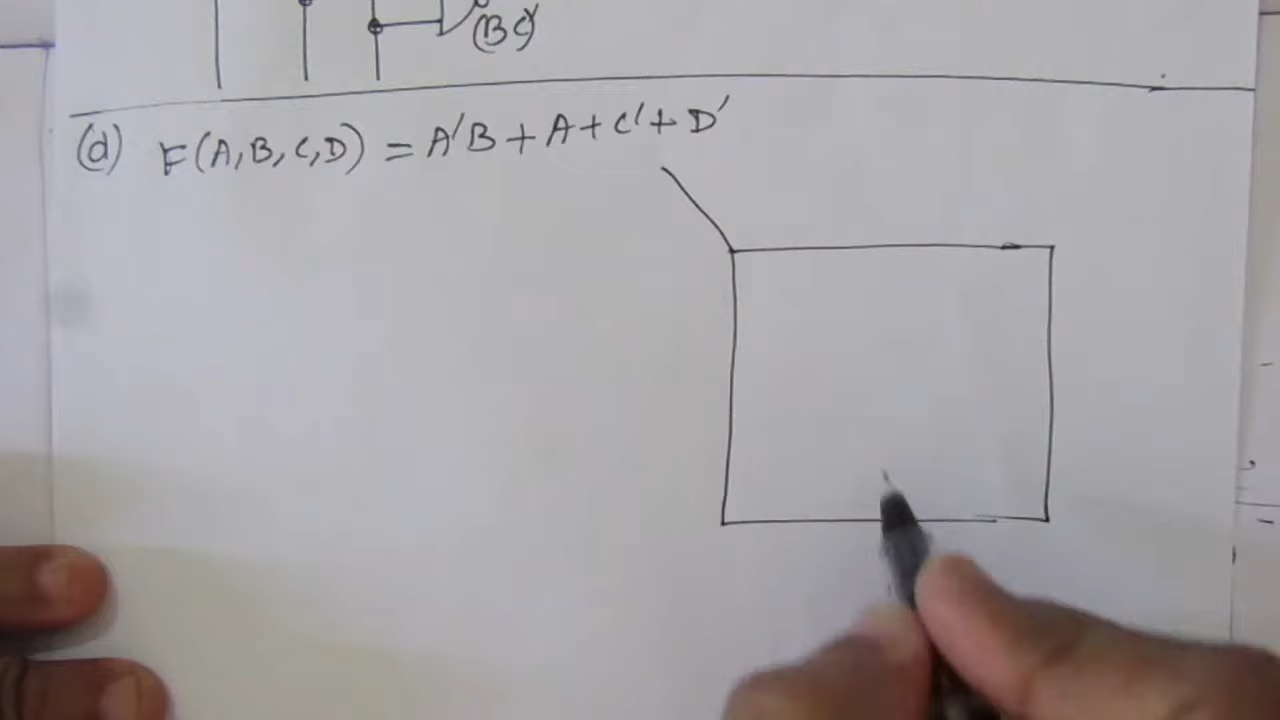 (BC)'
(d) F(A,B,C,D) = A'B + A + C' + D'